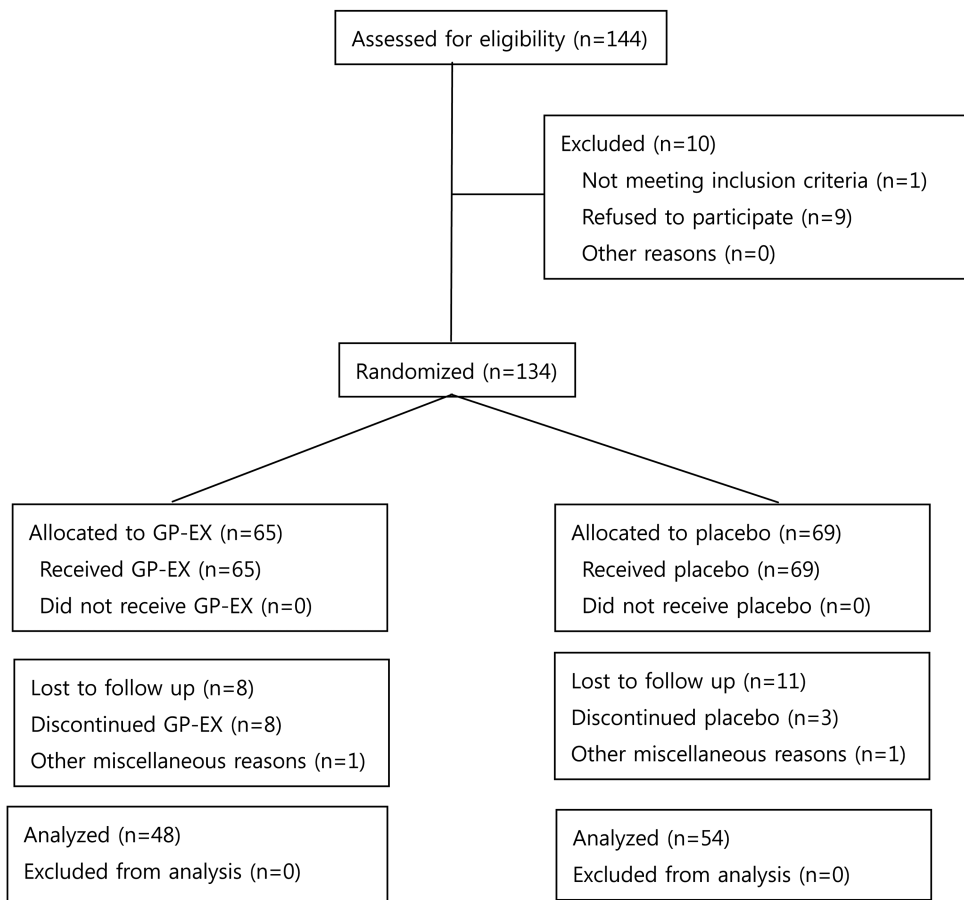 Assessed for eligibility (n=144)
Excluded (n=10)
Not meeting inclusion criteria (n=1)
Refused to participate (n=9)
Other reasons (n=0)
Randomized (n=134)
Allocated to GP-EX (n=65)
Received GP-EX (n=65)
Did not receive GP-EX (n=0)
Allocated to placebo (n=69)
Received placebo (n=69)
Did not receive placebo (n=0)
Lost to follow up (n=8)
Discontinued GP-EX (n=8)
Other miscellaneous reasons (n=1)
Lost to follow up (n=11)
Discontinued placebo (n=3)
Other miscellaneous reasons (n=1)
Analyzed (n=48)
Excluded from analysis (n=0)
Analyzed (n=54)
Excluded from analysis (n=0)